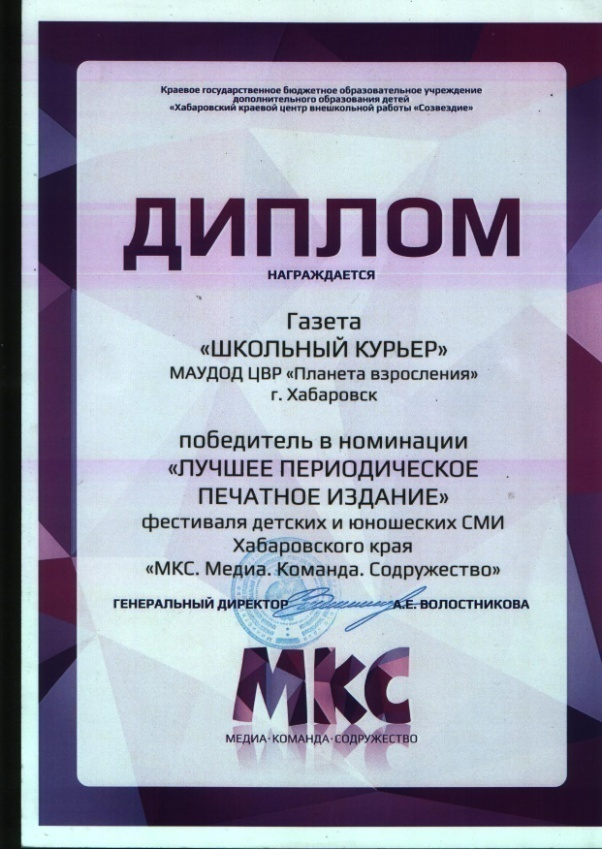 Краевое государственное бюджетное образовательное учреждение
дополнительного образования детей
«Хабаровский краевой центр внешкольной работы «Созвездие»
ДИПЛОМ
НАГРАЖДАЕТСЯ
Газета
«ШКОЛЬНЫЙ КУРЬЕР»
МАУДОД ЦВР «Планета взросления»
г. Хабаровск
победитель в номинации
«ЛУЧШЕЕ ПЕРИОДИЧЕСКОЕ
ПЕЧАТНОЕ ИЗДАНИЕ»
фестиваля детских и юношеских СМИ
Хабаровского края
«МКС. Медиа. Команда. Содружество»
ГЕНЕРАЛЬНЫЙ ДИРЕКТОР А.Е. ВОЛОСТНИКОВА
МКС
МЕДИА·КОМАНДА·СОДРУЖЕСТВО